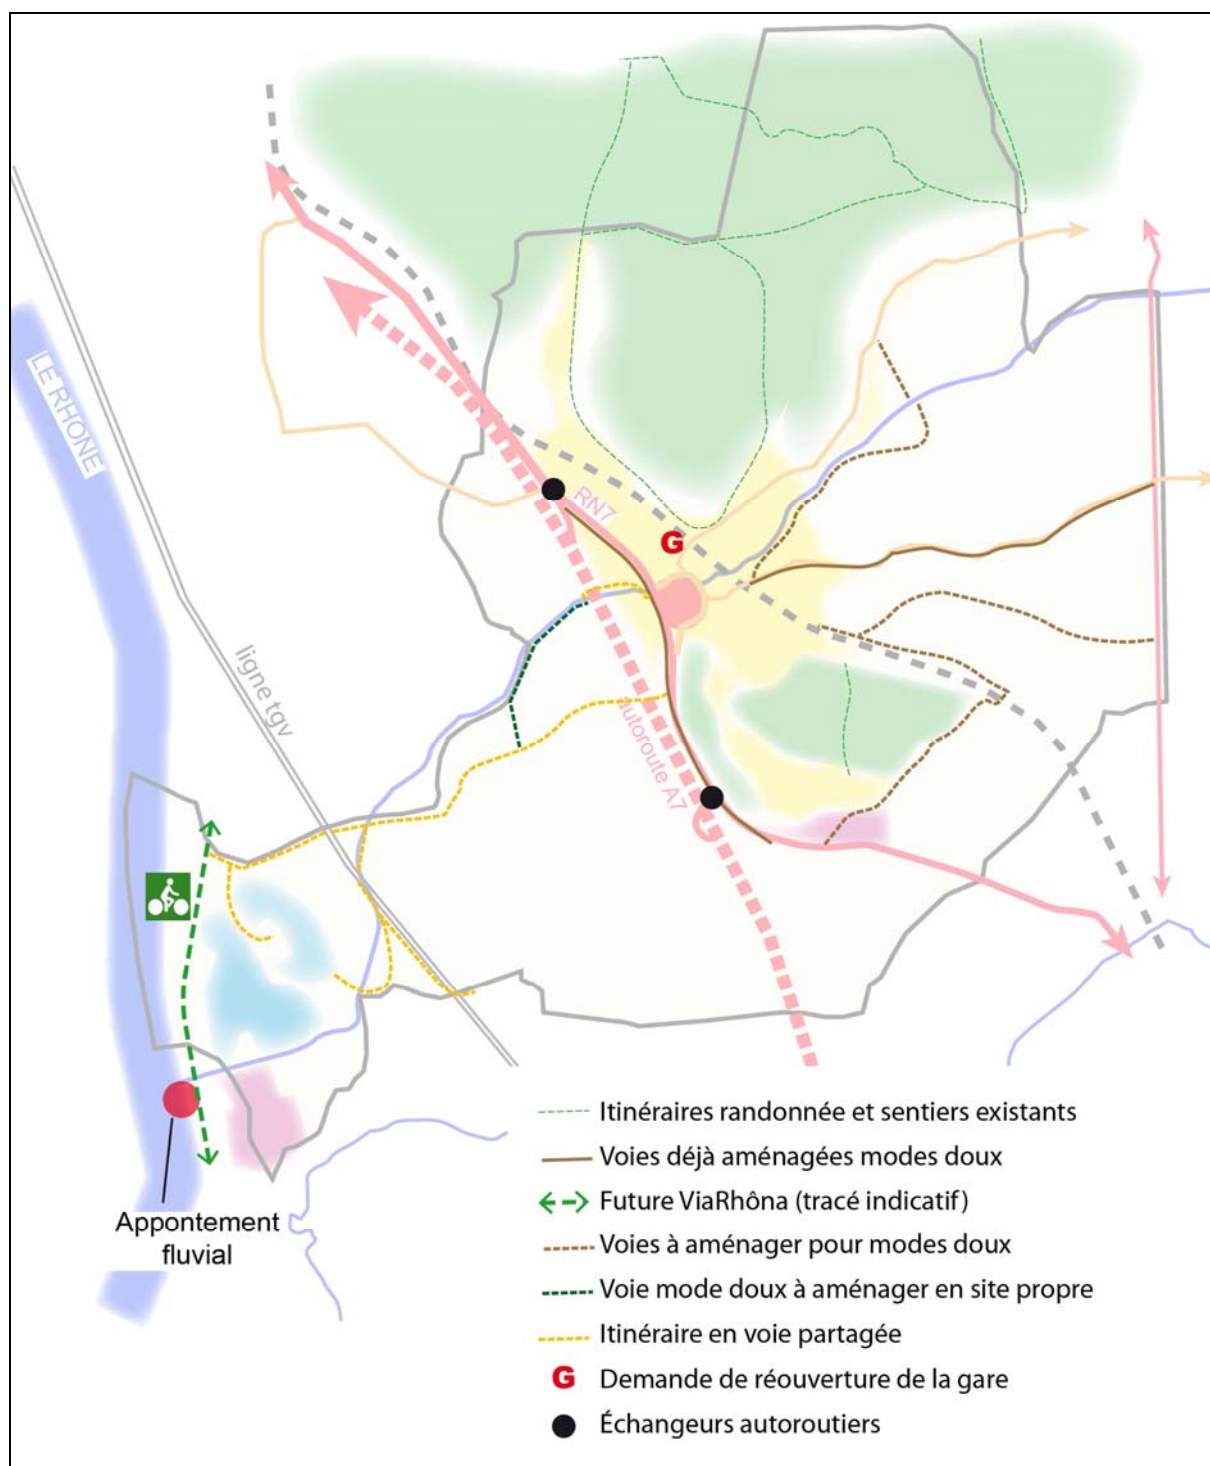 LE RHONE
ligne tgv
RN7
G
autoroute A7
Appontement
fluvial
Itinéraires randonnée et sentiers existants
Voies déjà aménagées modes doux
Future ViaRhôna (tracé indicatif)
Voies à aménager pour modes doux
Voie mode doux à aménager en site propre
Itinéraire en voie partagée
G Demande de réouverture de la gare
Échangeurs autoroutiers